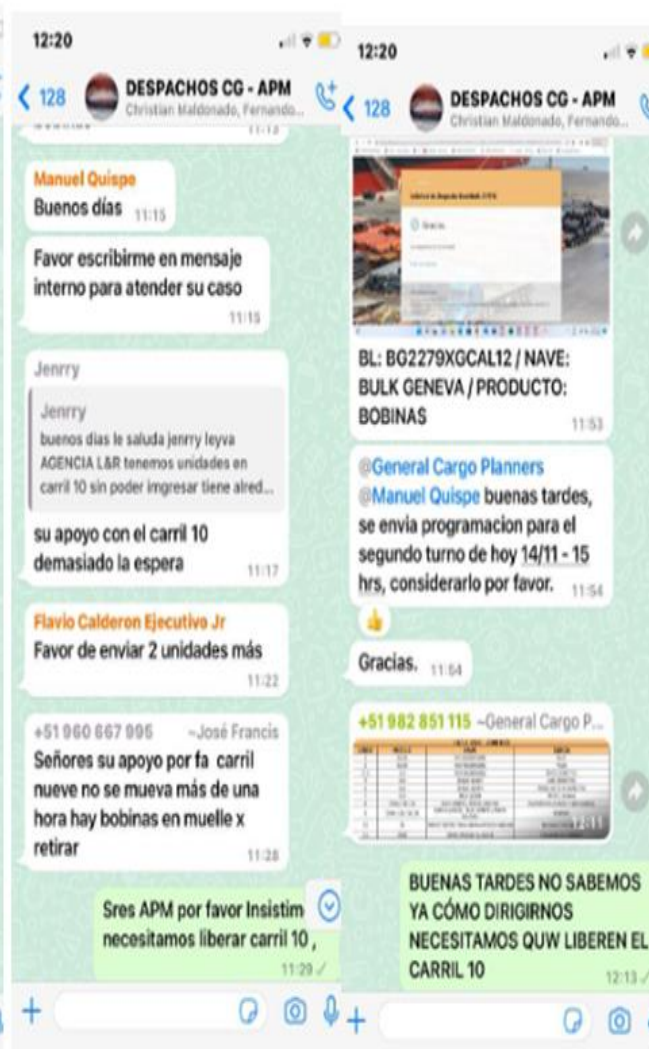 12:20
128
DESPACHOS CG - APM
Christian Maldonado, Fernando...
11:13
Manuel Quispe
Buenos días 11:15
Favor escribirme en mensaje
interno para atender su caso
11:15
Jenrry
Jenrry
buenos dias le saluda jenrry leyva
AGENCIA L&R tenemos unidades en
carril 10 sin poder imgresar tiene alred...
su apoyo con el carril 10
demasiado la espera 11:17
Flavio Calderon Ejecutivo Jr
Favor de enviar 2 unidades más
11:22
+51 960 667 995 ~José Francis
Señores su apoyo por fa carril
nueve no se mueva más de una
hora hay bobinas en muelle x
retirar 11:28
Sres APM por favor Insistim
necesitamos liberar carril 10 ,
11:29
12:20
128
DESPACHOS CG - APM
Christian Maldonado, Fernando...
BL: BG2279XGCAL12 / NAVE:
BULK GENEVA / PRODUCTO:
BOBINAS 11:53
@General Cargo Planners
@Manuel Quispe buenas tardes,
se envia programacion para el
segundo turno de hoy 14/11 - 15
hrs, considerarlo por favor. 11:54
Gracias. 11:54
+51 982 851 115 ~General Cargo P...
12:11
BUENAS TARDES NO SABEMOS
YA CÓMO DIRIGIRNOS
NECESITAMOS QUW LIBEREN EL
CARRIL 10 12:13